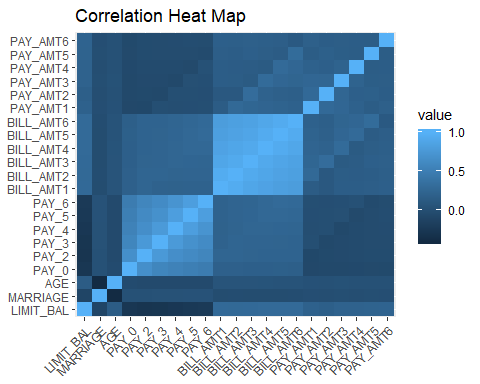 Correlation Heat Map
PAY_AMT6
PAY_AMT5
PAY_AMT4
PAY_AMT3
PAY_AMT2
PAY_AMT1
BILL_AMT6
BILL_AMT5
BILL_AMT4
BILL_AMT3
BILL_AMT2
BILL_AMT1
PAY_6
PAY_5
PAY_4
PAY_3
PAY_2
PAY_0
AGE
MARRIAGE
LIMIT_BAL
LIMIT_BAL
MARRIAGE
AGE
PAY_0
PAY_2
PAY_3
PAY_4
PAY_5
PAY_6
BILL_AMT1
BILL_AMT2
BILL_AMT3
BILL_AMT4
BILL_AMT5
BILL_AMT6
PAY_AMT1
PAY_AMT2
PAY_AMT3
PAY_AMT4
PAY_AMT5
PAY_AMT6
value
1.0
0.5
0.0